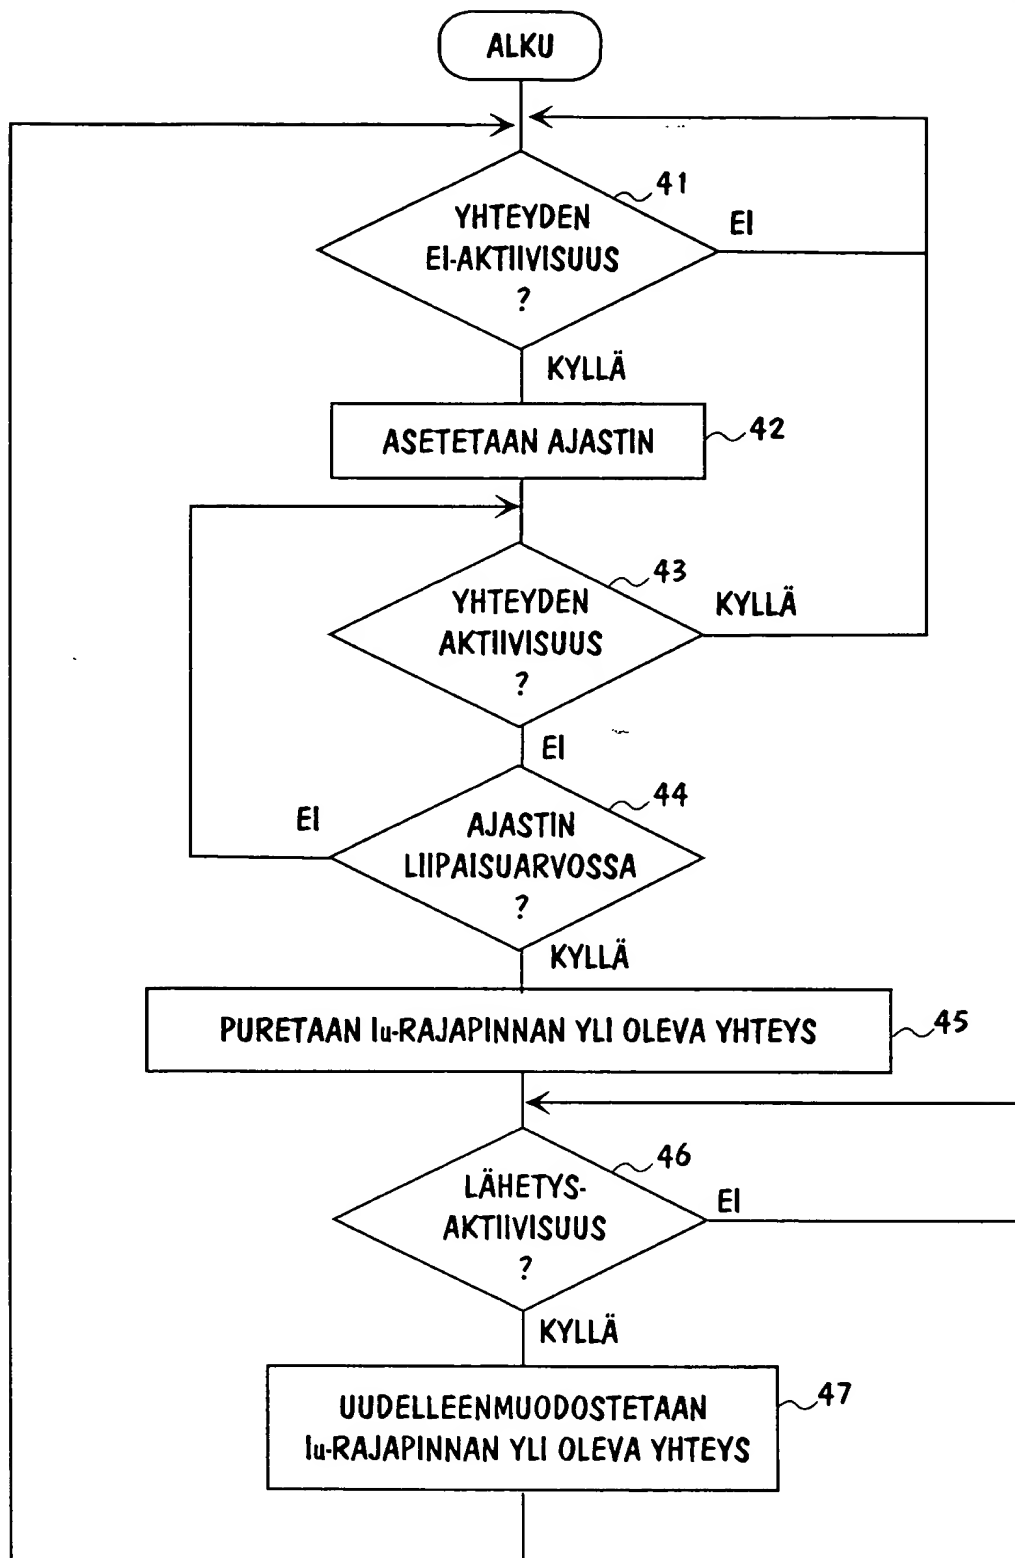 ALKU
41
YHTEYDEN
EI-AKTIIVISUUS
?
EI
KYLLÄ
ASETETAAN AJASTIN
42
43
YHTEYDEN
AKTIIVISUUS
?
KYLLÄ
EI
44
EI
AJASTIN
LIIPAISUARVOSSA
?
KYLLÄ
PURETAAN Iu-RAJAPINNAN YLI OLEVA YHTEYS
45
46
LÄHETYS-
AKTIIVISUUS
?
EI
KYLLÄ
47
UUDELLEENMUODOSTETAAN
Iu-RAJAPINNAN YLI OLEVA YHTEYS